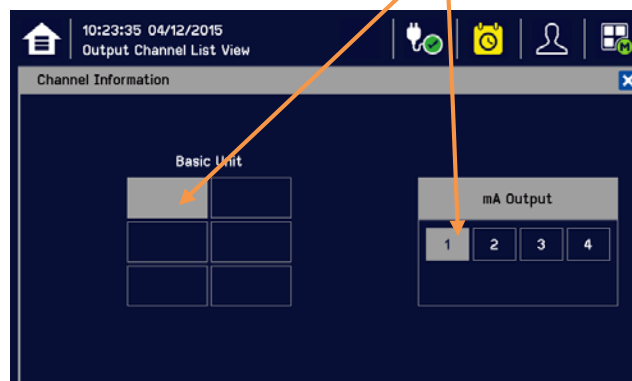 10:23:35 04/12/2015
Output Channel List View
Channel Information
Basic Unit
mA Output
1 2 3 4
M